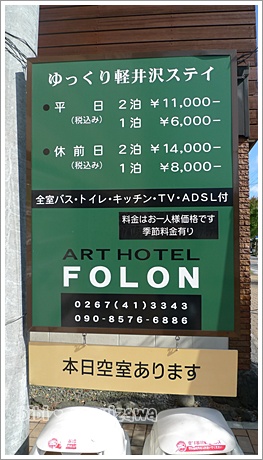 ゆっくり軽井沢ステイ
●平　日 2泊 ¥11,000-
(税込み) 1泊 ¥6,000-
●休前日 2泊 ¥14,000-
(税込み) 1泊 ¥8,000-
全室バス・トイレ・キッチン・TV・ADSL付
料金はお一人様価格です
季節料金有り
ART HOTEL
FOLON
0267(41)3343
090-8576-6886
本日空室あります